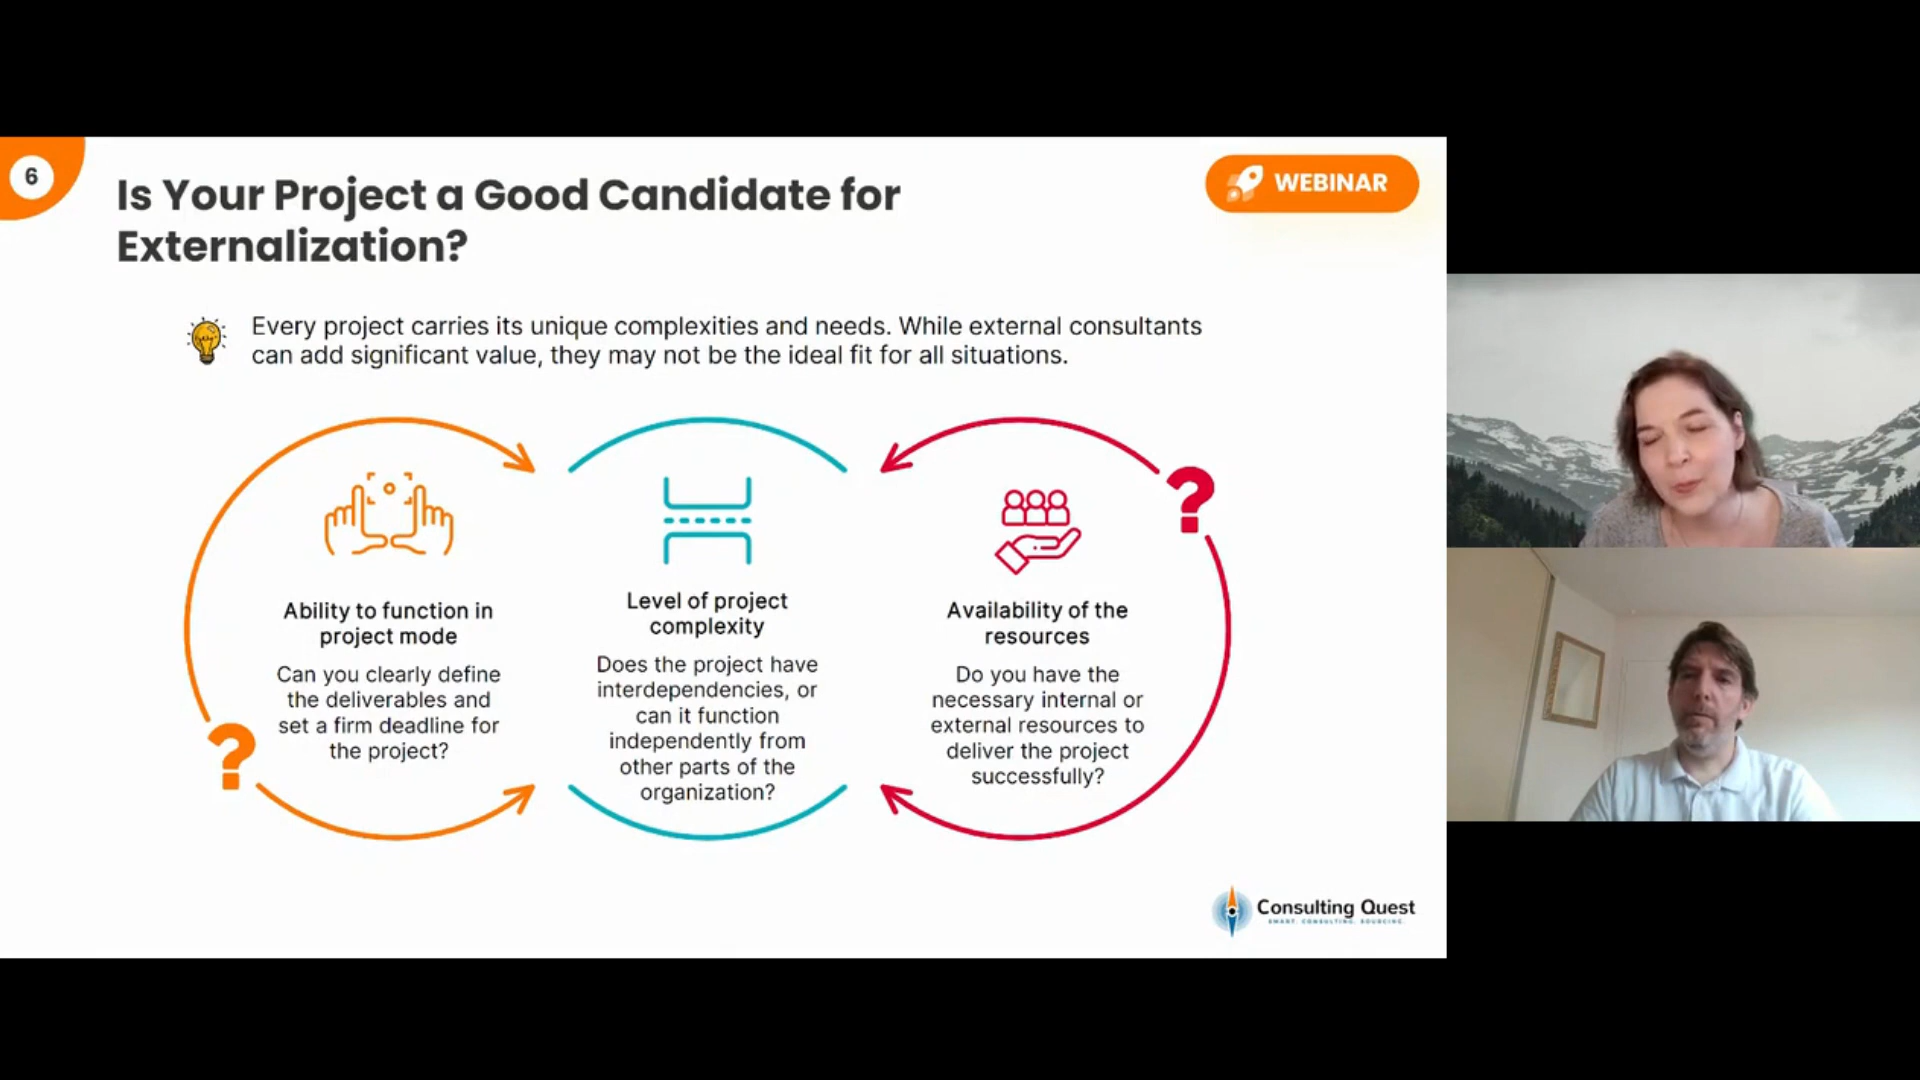 6
Is Your Project a Good Candidate for
Externalization?
WEBINAR
Every project carries its unique complexities and needs. While external consultants
can add significant value, they may not be the ideal fit for all situations.
Ability to function in
project mode
Can you clearly define
the deliverables and
set a firm deadline for
the project?
?
Level of project
complexity
Does the project have
interdependencies, or
can it function
independently from
other parts of the
organization?
Availability of the
resources
Do you have the
necessary internal or
external resources to
deliver the project
successfully?
?
Consulting Quest
SMART. CONSULTING. SOURCING.